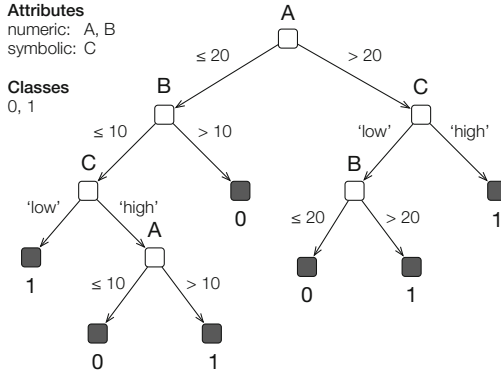 Attributes
numeric: A, B
symbolic: C
Classes
0, 1
A
≤ 20
> 20
B
C
≤ 10
> 10
'low'
'high'
C
0
B
1
'low'
'high'
≤ 20
> 20
1
A
0
1
≤ 10
> 10
0
1